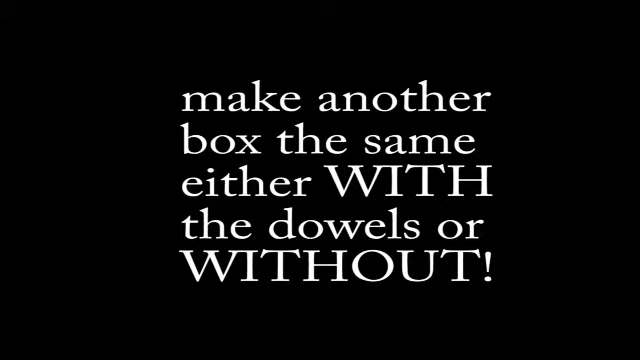 make another
box the same
either WITH
the dowels or
WITHOUT!